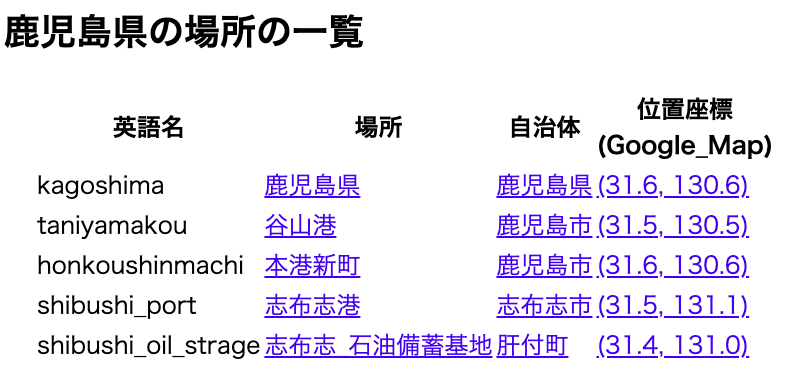 鹿児島県の場所の一覧
英語名 場所 自治体 位置座標
(Google_Map)
kagoshima 鹿児島県 鹿児島県 (31.6, 130.6)
taniyamakou 谷山港 鹿児島市 (31.5, 130.5)
honkoushinmachi 本港新町 鹿児島市 (31.6, 130.6)
shibushi_port 志布志港 志布志市 (31.5, 131.1)
shibushi_oil_strage 志布志_石油備蓄基地 肝付町 (31.4, 131.0)